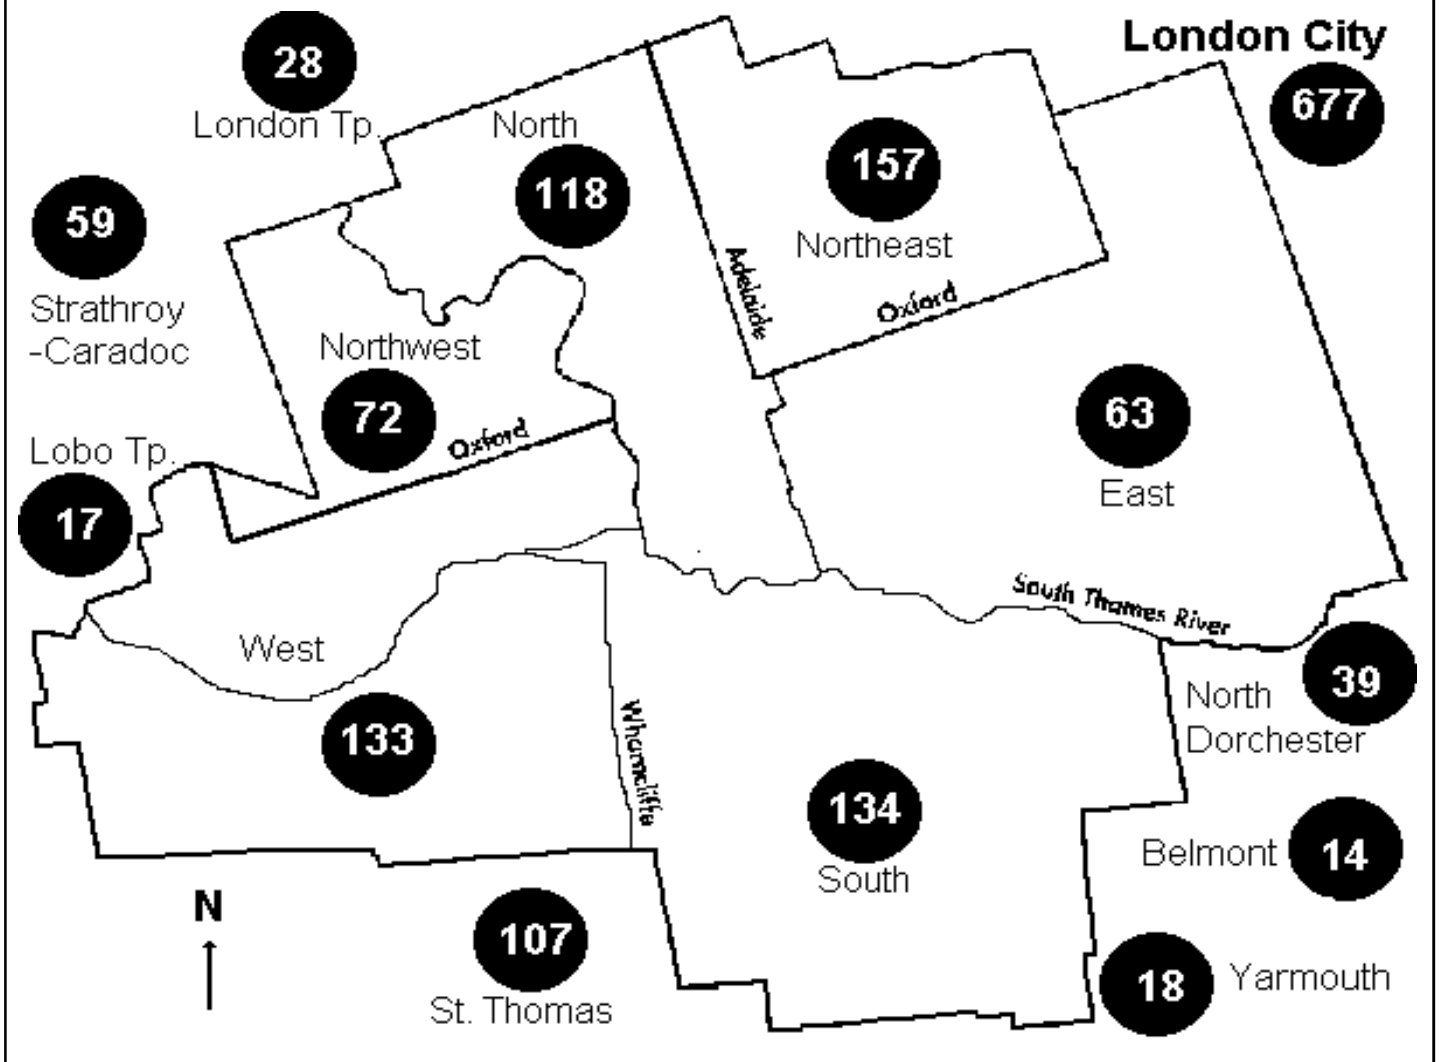 London City
677
28
London Tp.
North
118
157
Northeast
59
Strathroy
-Caradoc
Adelaide
Oxford
Northwest
72
Oxford
63
East
Lobo Tp.
17
South Thames River
West
133
Wharncliffe
39
North
Dorchester
134
South
Belmont
14
N
107
St. Thomas
18
Yarmouth